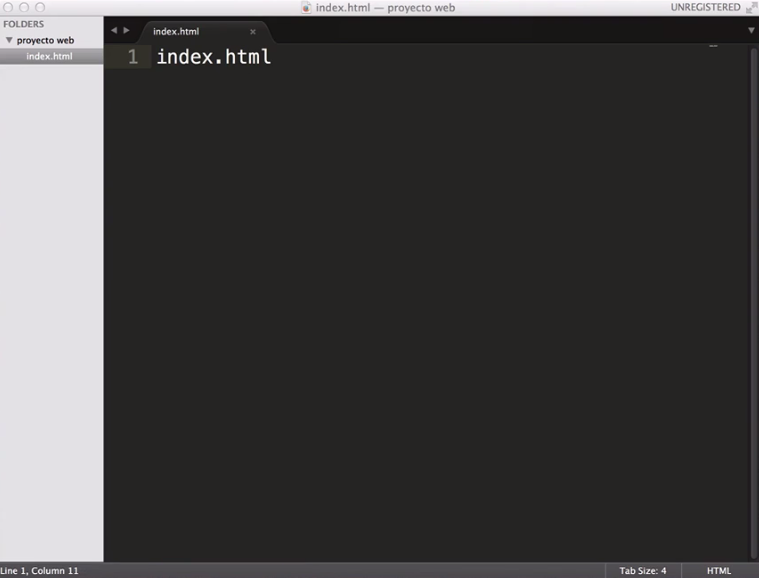 index.html — proyecto web
UNREGISTERED
FOLDERS
proyecto web
index.html
index.html
1 index.html
Line 1, Column 11
Tab Size: 4
HTML